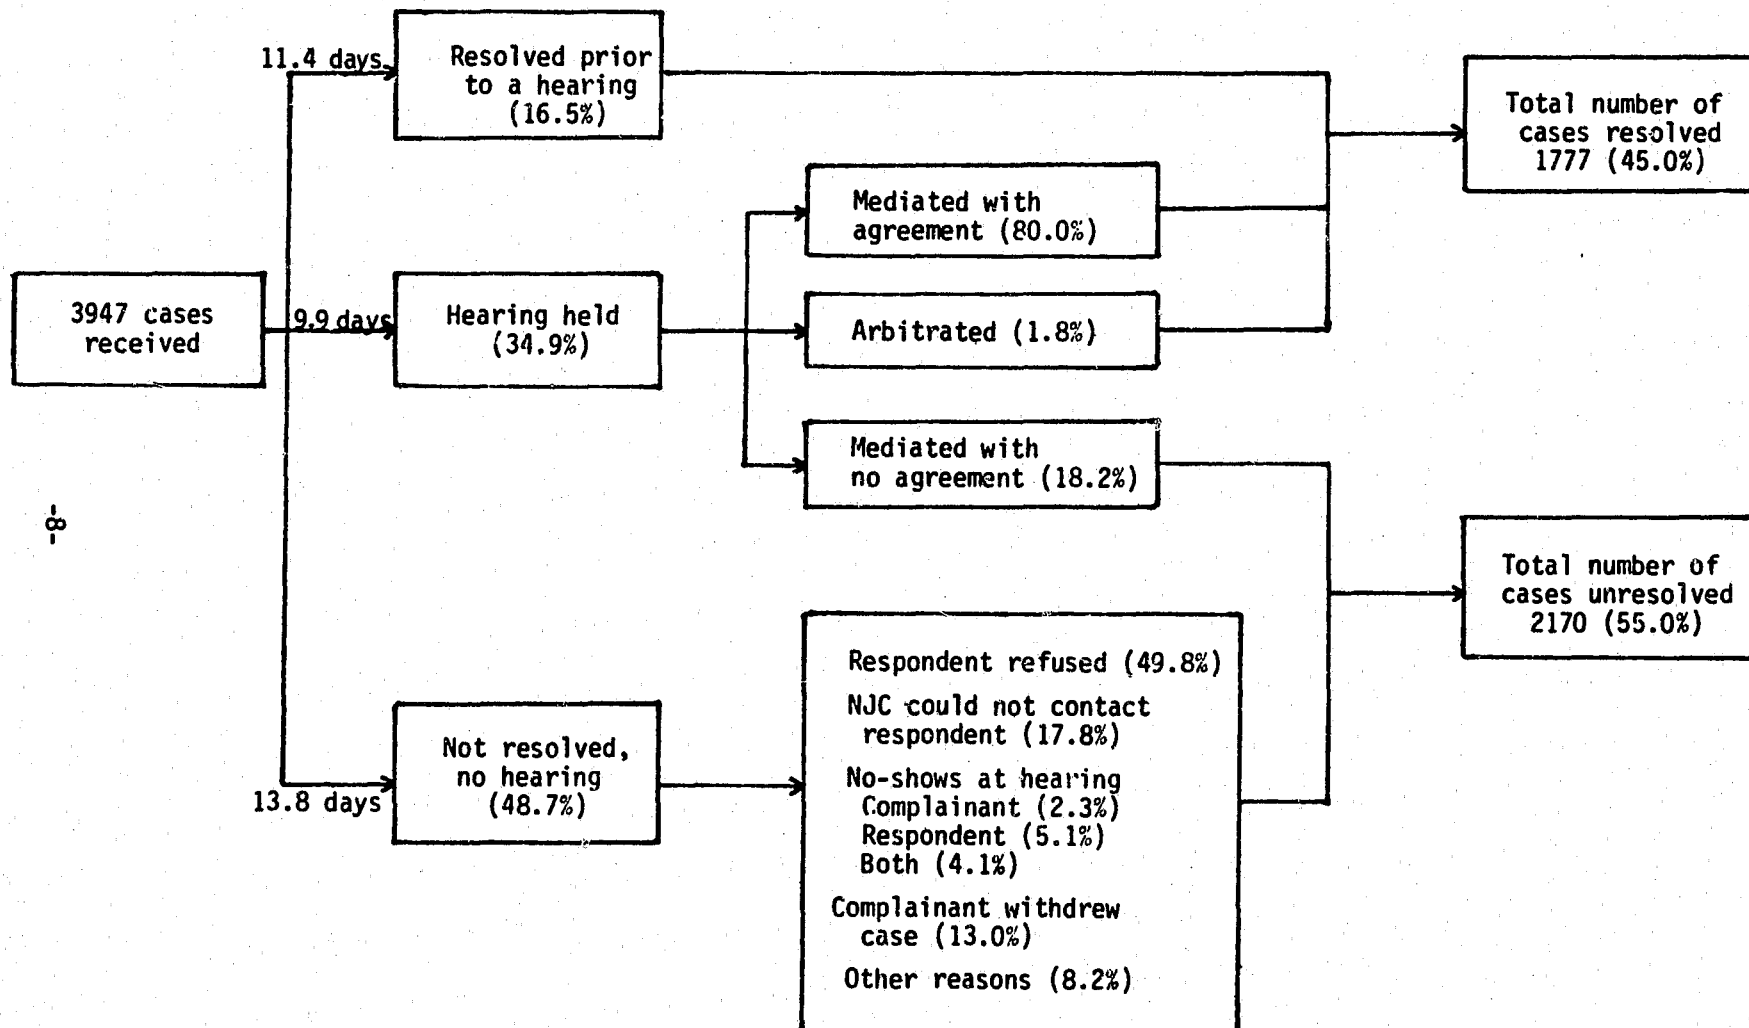 11.4 days
Resolved prior
to a hearing
(16.5%)
Total number of
cases resolved
1777 (45.0%)
Mediated with
agreement (80.0%)
3947 cases
received
9.9 days
Hearing held
(34.9%)
Arbitrated (1.8%)
Mediated with
no agreement (18.2%)
-8-
Total number of
cases unresolved
2170 (55.0%)
13.8 days
Not resolved,
no hearing
(48.7%)
Respondent refused (49.8%)
NJC could not contact
respondent (17.8%)
No-shows at hearing
Complainant (2.3%)
Respondent (5.1%)
Both (4.1%)
Complainant withdrew
case (13.0%)
Other reasons (8.2%)